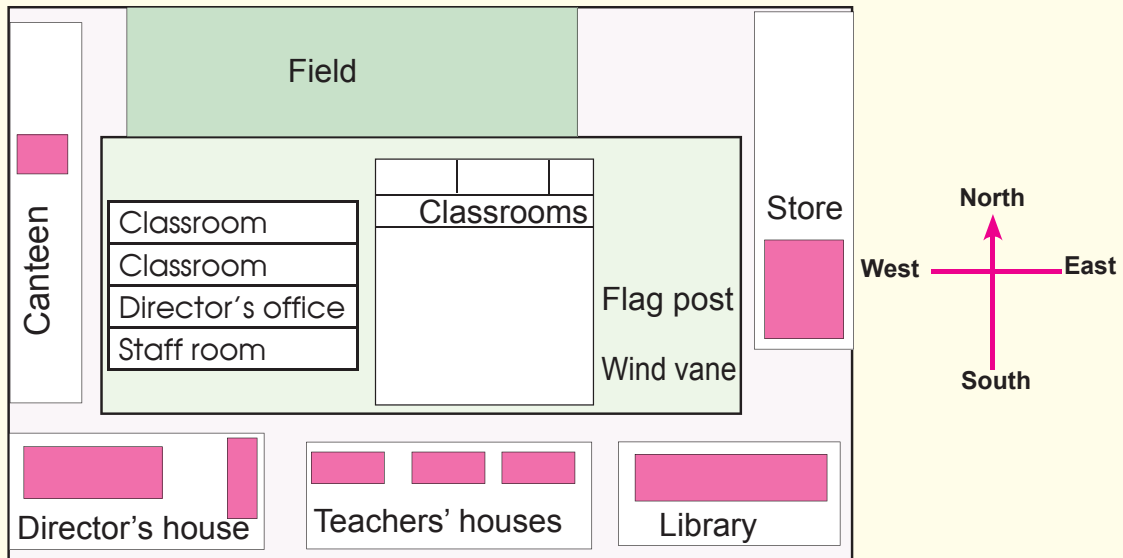 Field
Canteen
Classroom
Classroom
Director's office
Staff room
Classrooms
Flag post
Wind vane
Store
North
West
East
South
Director's house
Teachers' houses
Library